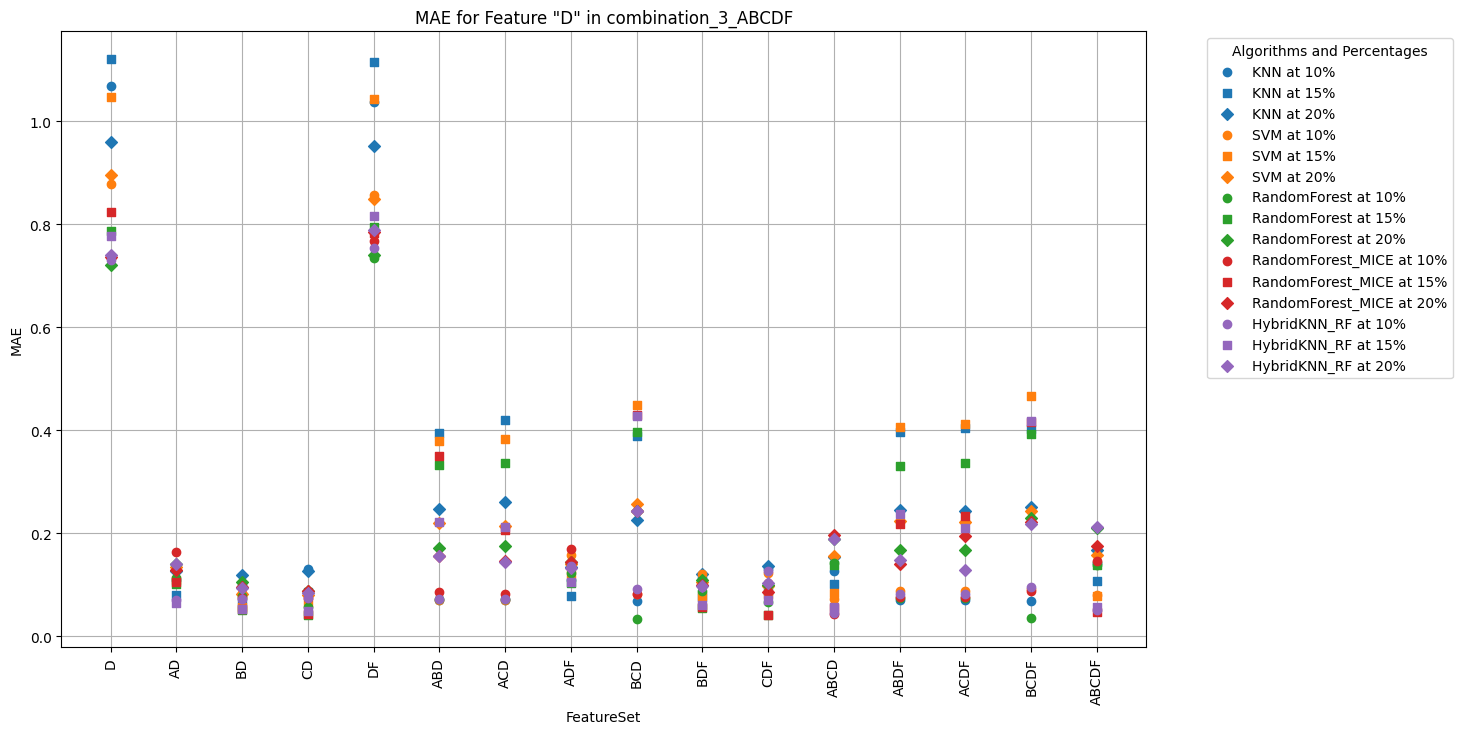 MAE for Feature "D" in combination_3_ABCDF
MAE
1.0
0.8
0.6
0.4
0.2
0.0
D
AD
BD
CD
DF
ABD
ACD
ADF
BCD
BDF
CDF
ABCD
ABDF
ACDF
BCDF
ABCDF
FeatureSet
Algorithms and Percentages
KNN at 10%
KNN at 15%
KNN at 20%
SVM at 10%
SVM at 15%
SVM at 20%
RandomForest at 10%
RandomForest at 15%
RandomForest at 20%
RandomForest_MICE at 10%
RandomForest_MICE at 15%
RandomForest_MICE at 20%
HybridKNN_RF at 10%
HybridKNN_RF at 15%
HybridKNN_RF at 20%